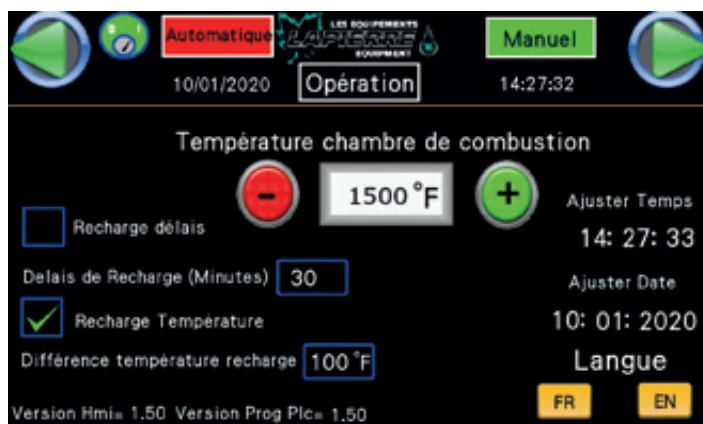 Automatique
LES EQUIPEMENTS
LAPIERRE
EQUIPMENT
Manuel
10/01/2020
Opération
14:27:32
Température chambre de combustion
-
1500 °F
+
Recharge délais
Ajuster Temps
14: 27: 33
Delais de Recharge (Minutes) 30
Ajuster Date
Recharge Température
10: 01: 2020
Différence température recharge 100 °F
Langue
FR EN
Version Hmi= 1.50 Version Prog Plc= 1.50